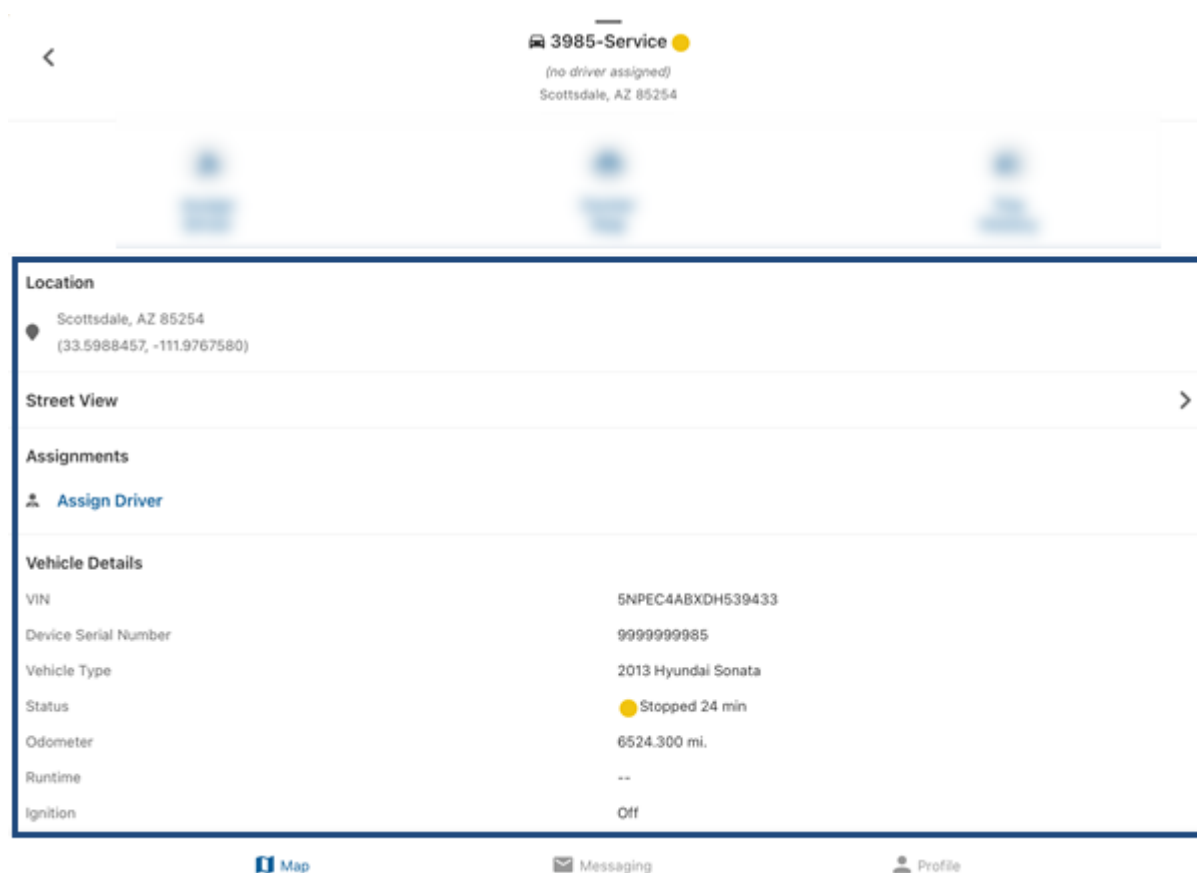 3985-Service
(no driver assigned)
Scottsdale, AZ 85254
Location
Scottsdale, AZ 85254
(33.5988457, -111.9767580)
Street View
Assignments
Assign Driver
Vehicle Details
VIN 5NPEC4ABXDH539433
Device Serial Number 9999999985
Vehicle Type 2013 Hyundai Sonata
Status Stopped 24 min
Odometer 6524.300 mi.
Runtime --
Ignition Off
Map Messaging Profile